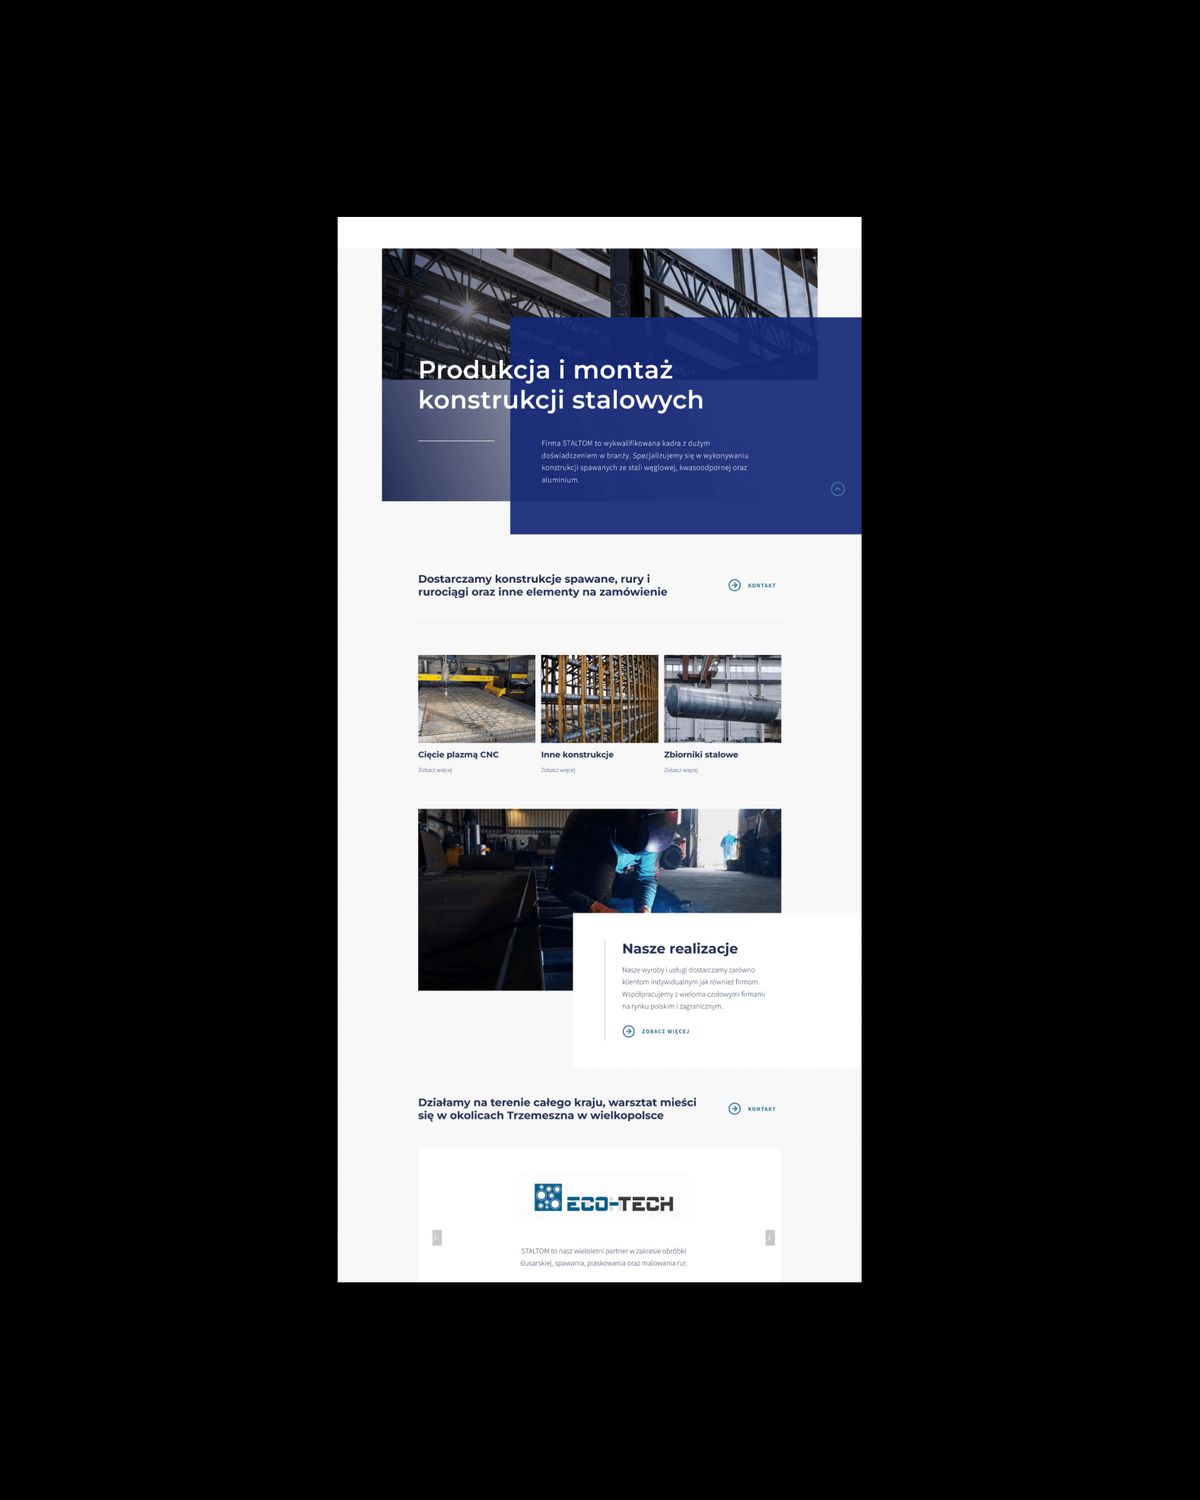 Produkcja i montaż
konstrukcji stalowych
Firma STALTOM to wykwalifikowana kadra z dużym
doświadczeniem w branży. Specjalizujemy się w wykonywaniu
konstrukcji spawanych ze stali węglowej, kwasoodpornej oraz
aluminium.
Dostarczamy konstrukcje spawane, rury i
rurociągi oraz inne elementy na zamówienie
KONTAKT
Cięcie plazmą CNC
Zobacz więcej
Inne konstrukcje
Zobacz więcej
Zbiorniki stalowe
Zobacz więcej
Nasze realizacje
Nasze wyroby i usługi dostarczamy zarówno
klientom indywidualnym jak również firmom.
Współpracujemy z wieloma czołowymi firmami
na rynku polskim i zagranicznym.
ZOBACZ WIĘCEJ
Działamy na terenie całego kraju, warsztat mieści
się w okolicach Trzemeszna w wielkopolsce
KONTAKT
ECO-TECH
STALTOM to nasz wieloletni partner w zakresie obróbki
ślusarskiej, spawania, piaskowania oraz malowania rur.